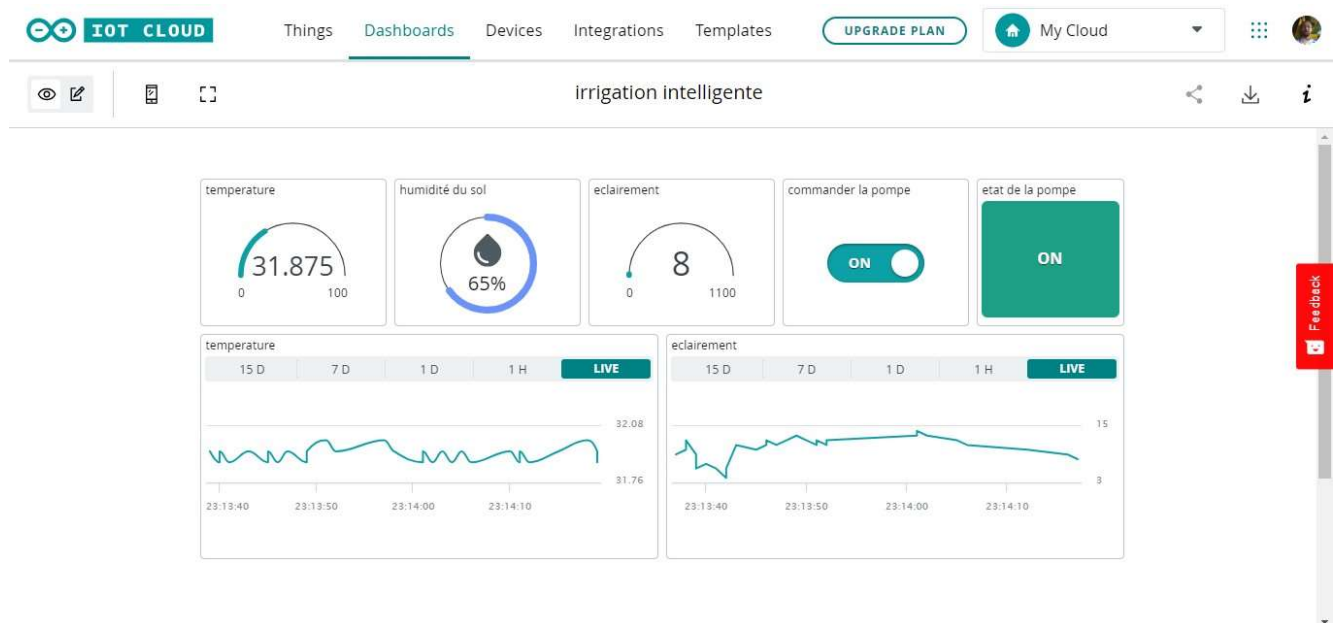 IOT CLOUD Things Dashboards Devices Integrations Templates UPGRADE PLAN My Cloud
irrigation intelligente i
temperature
31.875
0 100
humidité du sol
65%
eclairement
8
0 1100
commander la pompe
ON
etat de la pompe
ON
Feedback
temperature
15 D 7 D 1 D 1 H LIVE
32.08
31.76
23:13:40 23:13:50 23:14:00 23:14:10
eclairement
15 D 7 D 1 D 1 H LIVE
15
3
23:13:40 23:13:50 23:14:00 23:14:10